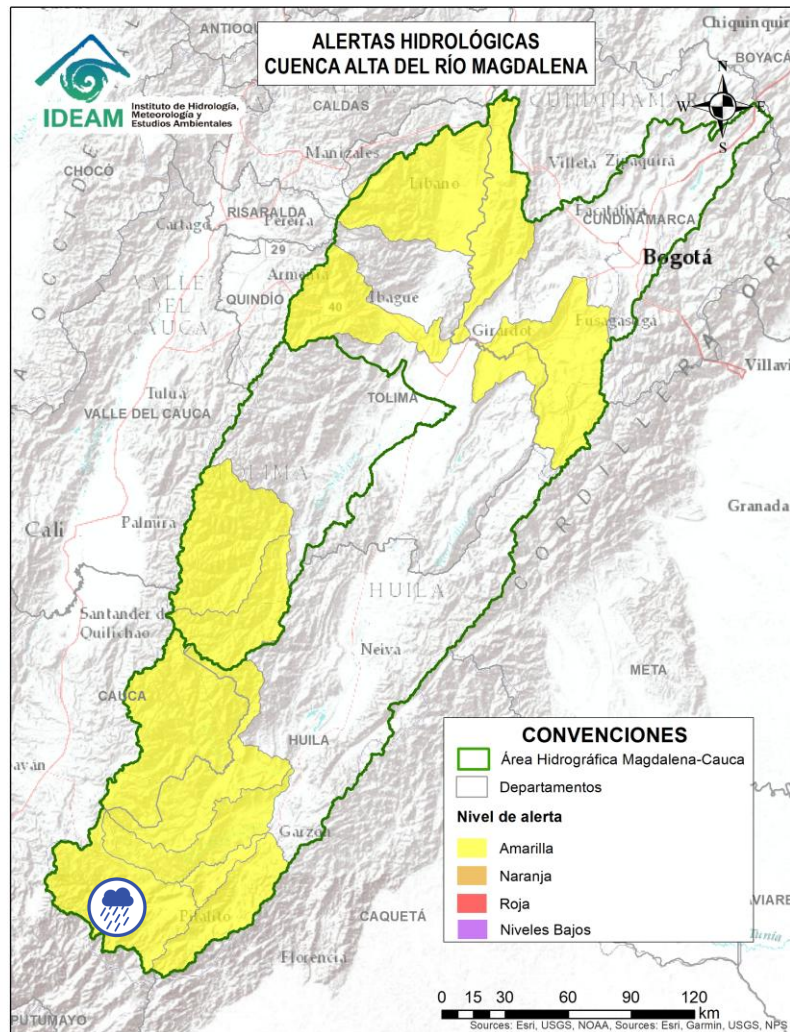 ALERTAS HIDROLÓGICAS
CUENCA ALTA DEL RÍO MAGDALENA
IDEAM
Instituto de Hidrología,
Meteorología y
Estudios Ambientales
N
W
E
S
Chiquinquir
BOYACÁ
CALDAS
Manizales
CHOCÓ
Líbano
Villeta
Zipaquirá
RISARALDA
Pereira
Cartago
Facatativá
CUNDINAMARCA
29
Armenia
Bogotá
VALLE
DEL
CAUCA
QUINDÍO
40
Ibagué
Girardot
Fusagasuga
Villavi
Tuluá
VALLE DEL CAUCA
TOLIMA
CORDILLERA
Granada
Cali
Palmira
HUILA
Santander de
Quilichao
Neiva
META
CAUCA
HUILA
Garzón
Pitalito
CAQUETÁ
Florencia
PUTUMAYO
CONVENCIONES
Área Hidrográfica Magdalena-Cauca
Departamentos
Nivel de alerta
Amarilla
Naranja
Roja
Niveles Bajos
VIARE
0 15 30 60 90 120
km
Sources: Esri, USGS, NOAA, Sources: Esri, Garmin, USGS, NPS